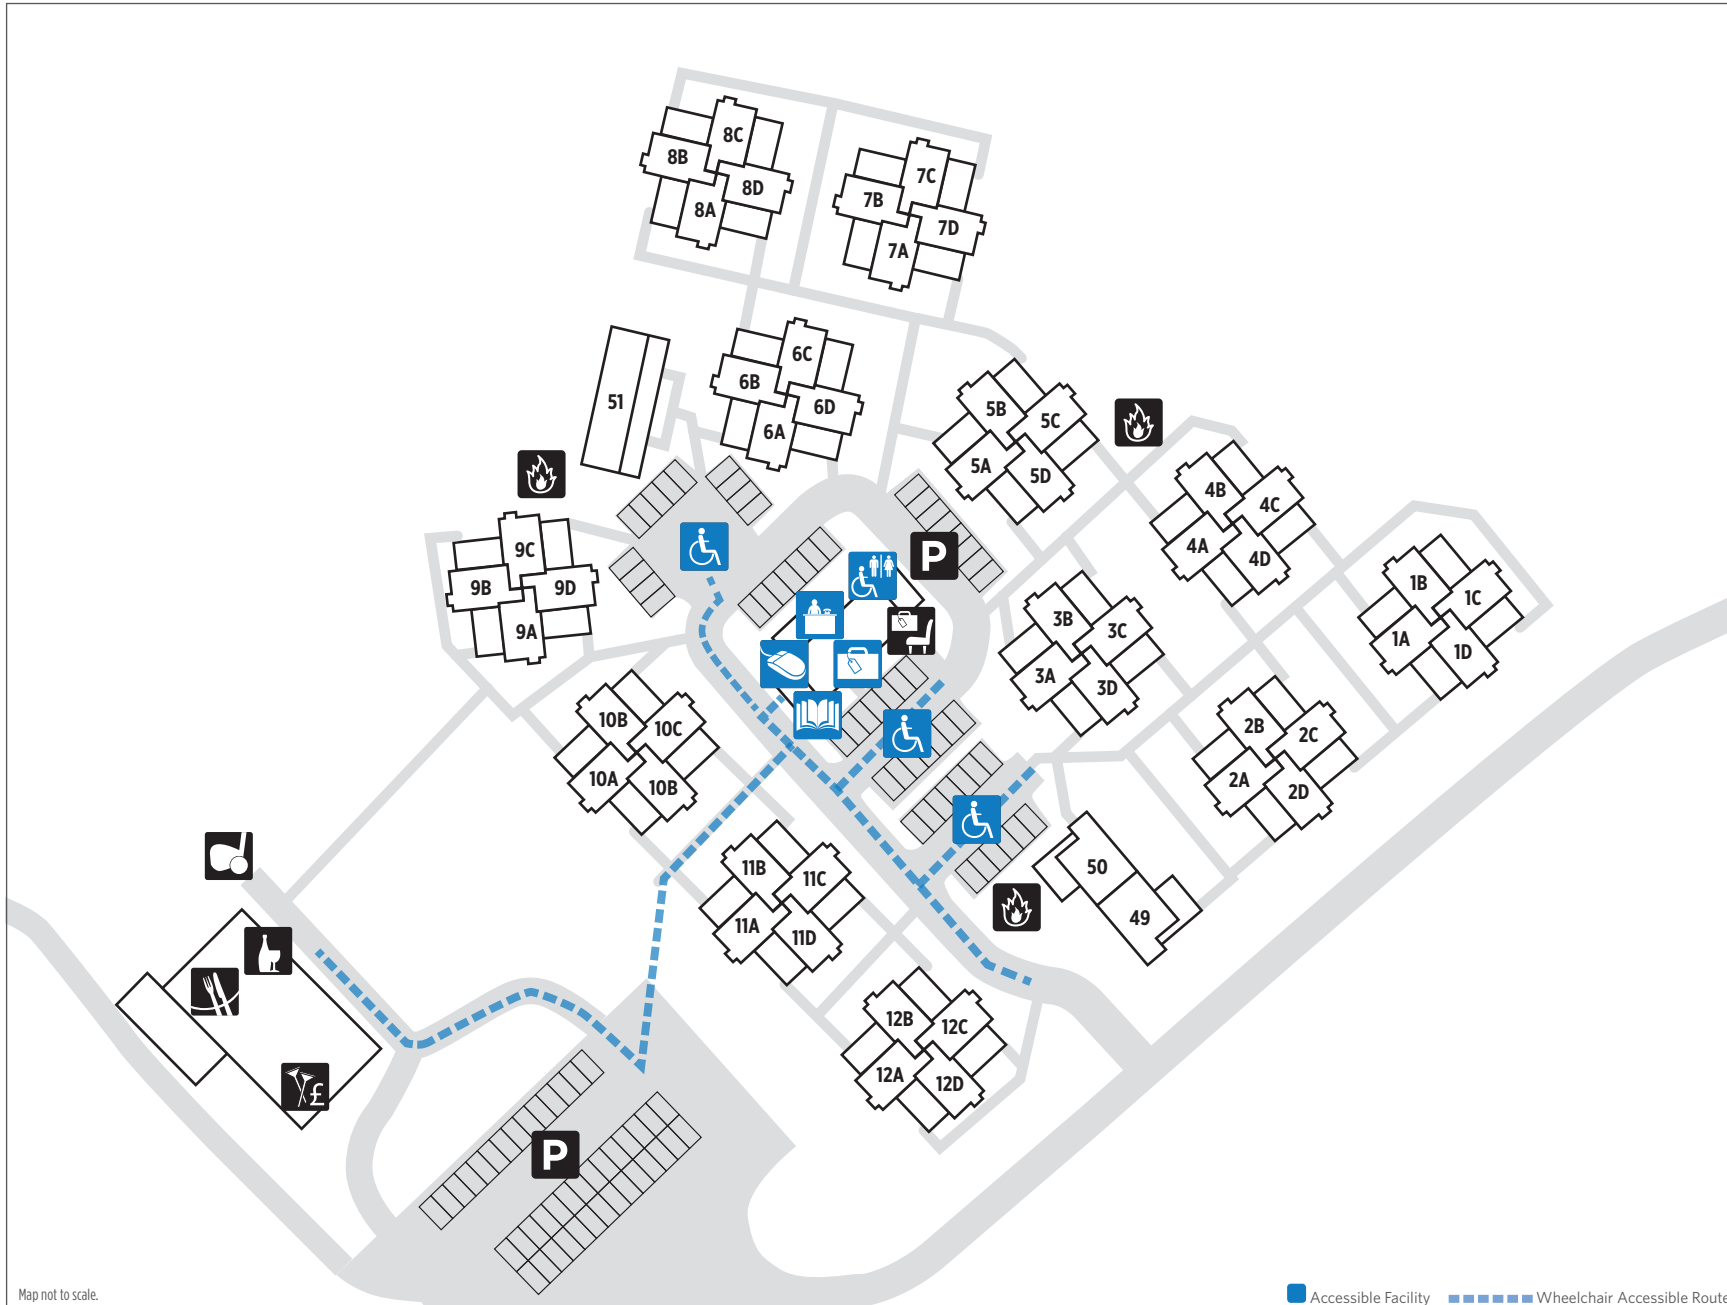 8C
8B
8D
8A
7C
7B
7D
7A
6C
6B
6D
6A
51
5B
5C
5A
5D
4B
4C
4A
4D
P
9C
9B
9D
9A
1B
1C
1A
1D
3B
3C
3A
3D
10B
10C
10A
10B
2B
2C
2A
2D
11B
11C
11A
11D
50
49
12B
12C
12A
12D
£
P
Map not to scale.
Accessible Facility
Wheelchair Accessible Route